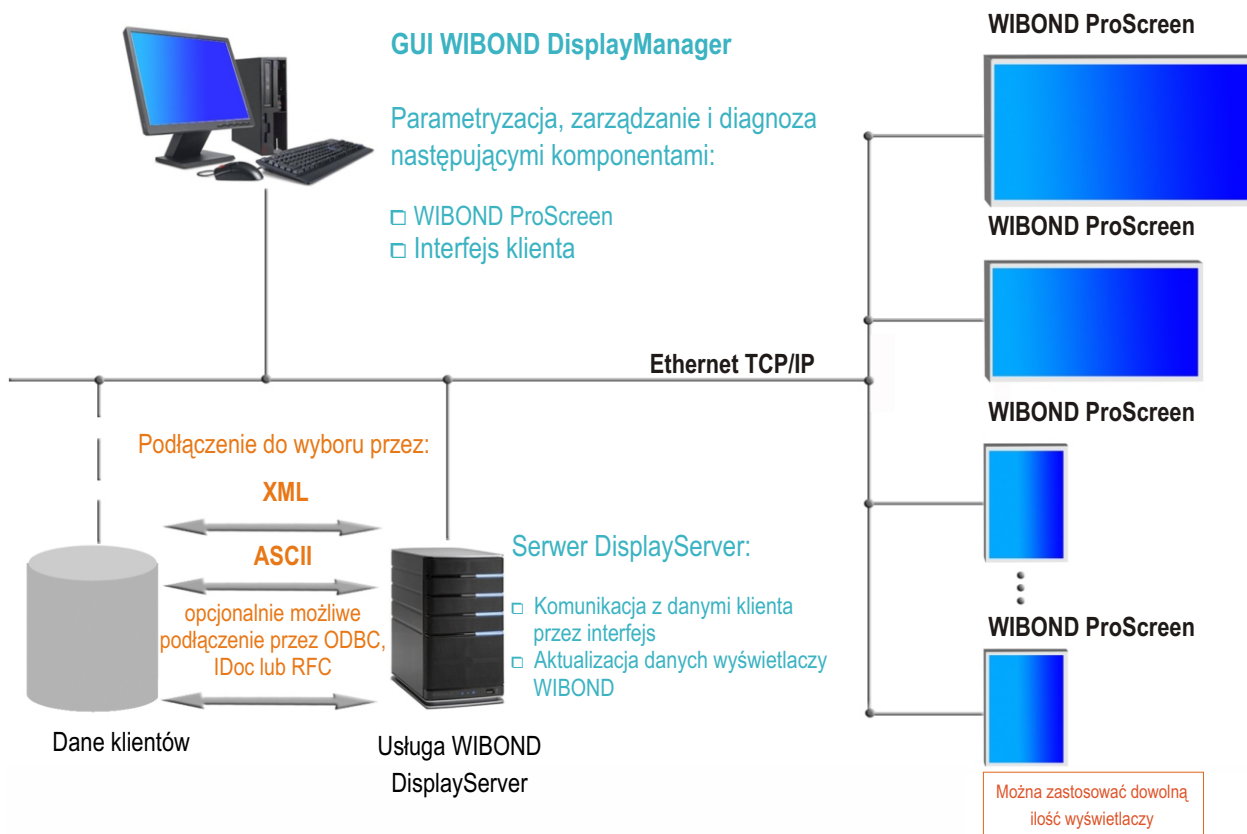 GUI WIBOND DisplayManager
Parametryzacja, zarządzanie i diagnoza
następującymi komponentami:
WIBOND ProScreen
Interfejs klienta
WIBOND ProScreen
WIBOND ProScreen
WIBOND ProScreen
WIBOND ProScreen
Można zastosować dowolną
ilość wyświetlaczy
Ethernet TCP/IP
Podłączenie do wyboru przez:
XML
ASCII
opcjonalnie możliwe
podłączenie przez ODBC,
IDoc lub RFC
Dane klientów
Usługa WIBOND
DisplayServer
Serwer DisplayServer:
Komunikacja z danymi klienta
przez interfejs
Aktualizacja danych wyświetlaczy
WIBOND